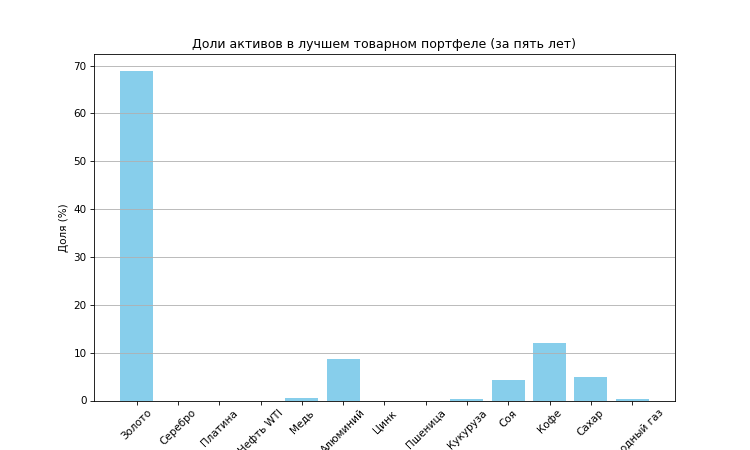 Доли активов в лучшем товарном портфеле (за пять лет)
70
60
50
40
30
20
10
0
Доля (%)
Золото
Серебро
Платина
Нефть WTI
Медь
Алюминий
Цинк
Пшеница
Кукуруза
Соя
Кофе
Сахар
газ